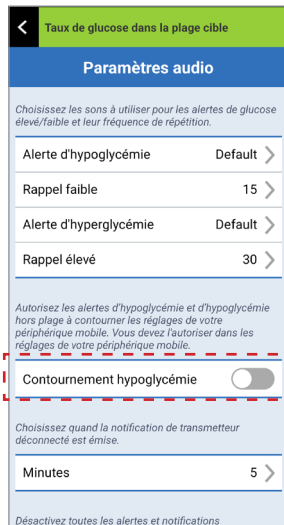 Taux de glucose dans la plage cible
Paramètres audio
Choisissez les sons à utiliser pour les alertes de glucose
élevé/faible et leur fréquence de répétition.
Alerte d'hypoglycémie Default
Rappel faible 15
Alerte d'hyperglycémie Default
Rappel élevé 30
Autorisez les alertes d'hypoglycémie et d'hypoglycémie
hors plage à contourner les réglages de votre
périphérique mobile. Vous devez l'autoriser dans les
réglages de votre périphérique mobile.
Contournement hypoglycémie
Choisissez quand la notification de transmetteur
déconnecté est émise.
Minutes 5
Désactivez toutes les alertes et notifications